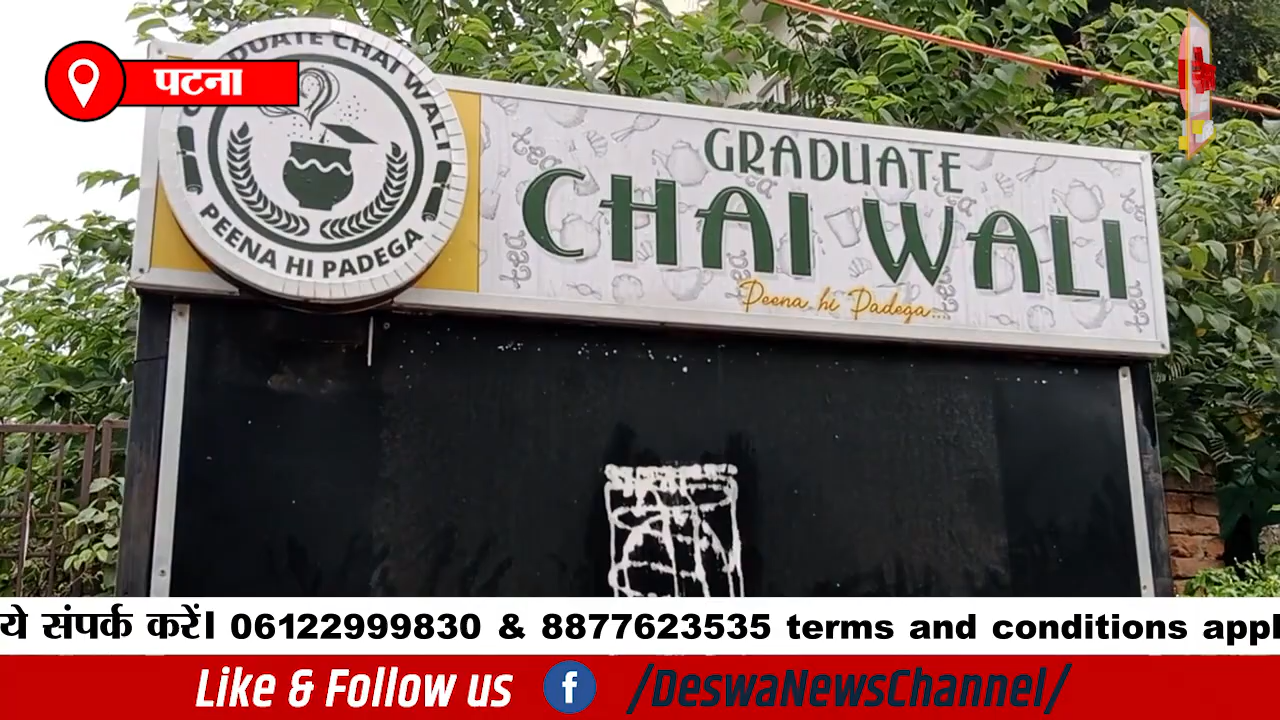 पटना
GRADUATE CHAI WALI
PEENA HI PADEGA
GRADUATE
CHAI WALI
Peena hi Padega....
ये संपर्क करें। 06122999830 & 8877623535 terms and conditions appl
Like & Follow us
/DeswaNewsChannel/